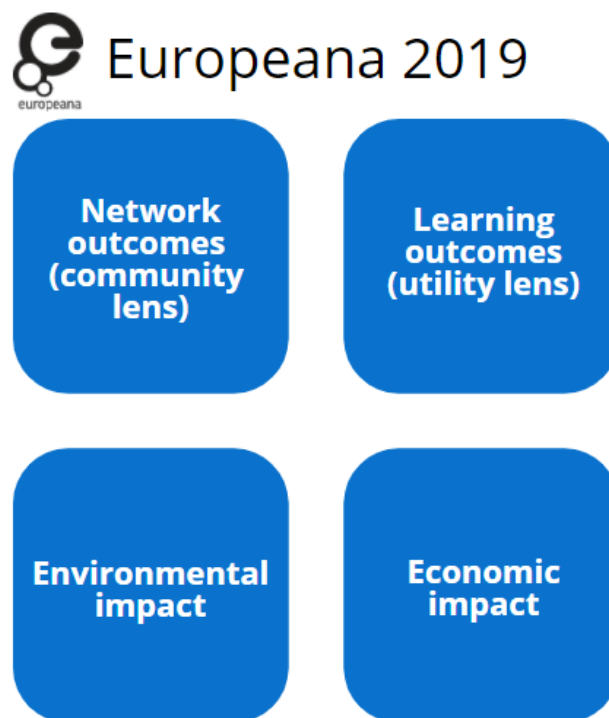 Europeana 2019
europeana
Network
outcomes
(community
lens)
Learning
outcomes
(utility lens)
Environmental
impact
Economic
impact